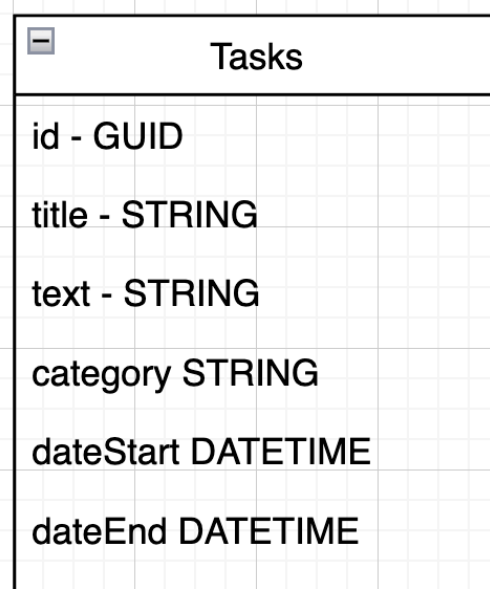 Tasks
id - GUID
title - STRING
text - STRING
category STRING
dateStart DATETIME
dateEnd DATETIME